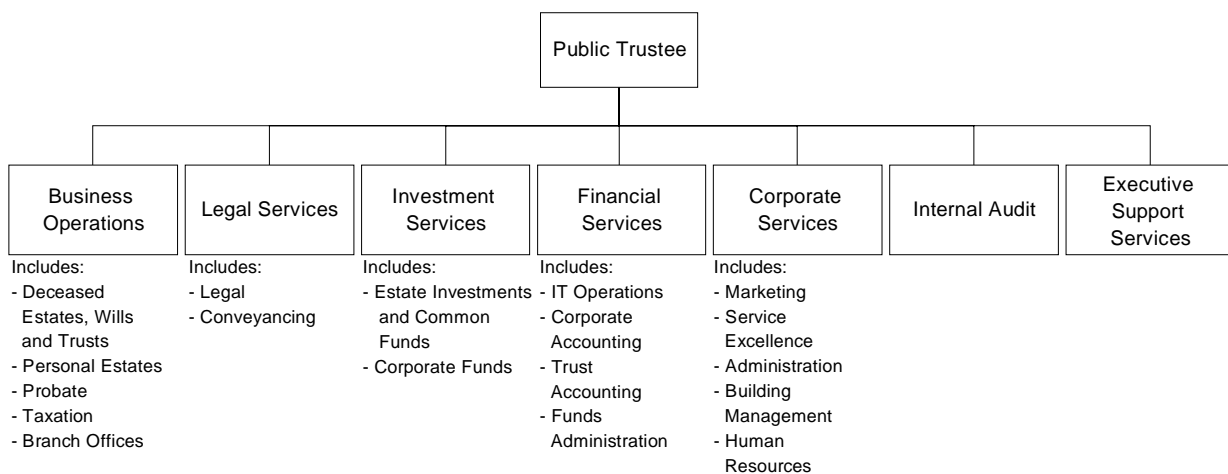 Public Trustee
Business
Operations
Includes:
- Deceased
Estates, Wills
and Trusts
- Personal Estates
- Probate
- Taxation
- Branch Offices
Legal Services
Includes:
- Legal
- Conveyancing
Investment
Services
Includes:
- Estate Investments
and Common
Funds
- Corporate Funds
Financial
Services
Includes:
- IT Operations
- Corporate
Accounting
- Trust
Accounting
- Funds
Administration
Corporate
Services
Includes:
- Marketing
- Service
Excellence
- Administration
- Building
Management
- Human
Resources
Internal Audit
Executive
Support
Services